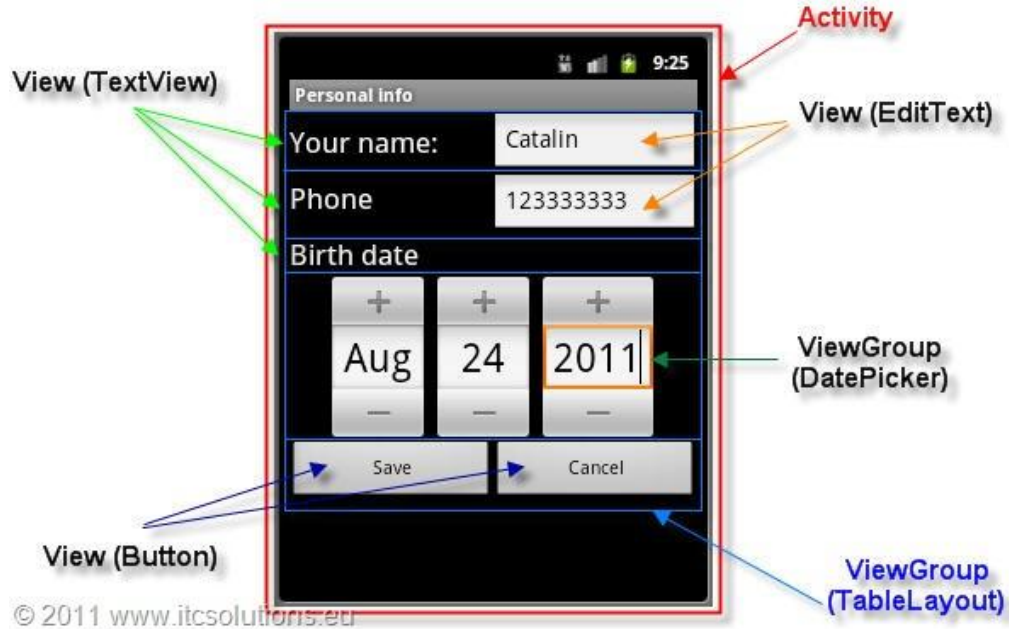 Activity
View (TextView)
9:25
Personal info
View (EditText)
Your name:
Catalin
Phone
123333333
Birth date
+ + +
Aug 24 2011
ViewGroup
(DatePicker)
− − −
Save
Cancel
View (Button)
ViewGroup
(TableLayout)
© 2011 www.itcsolutions.eu